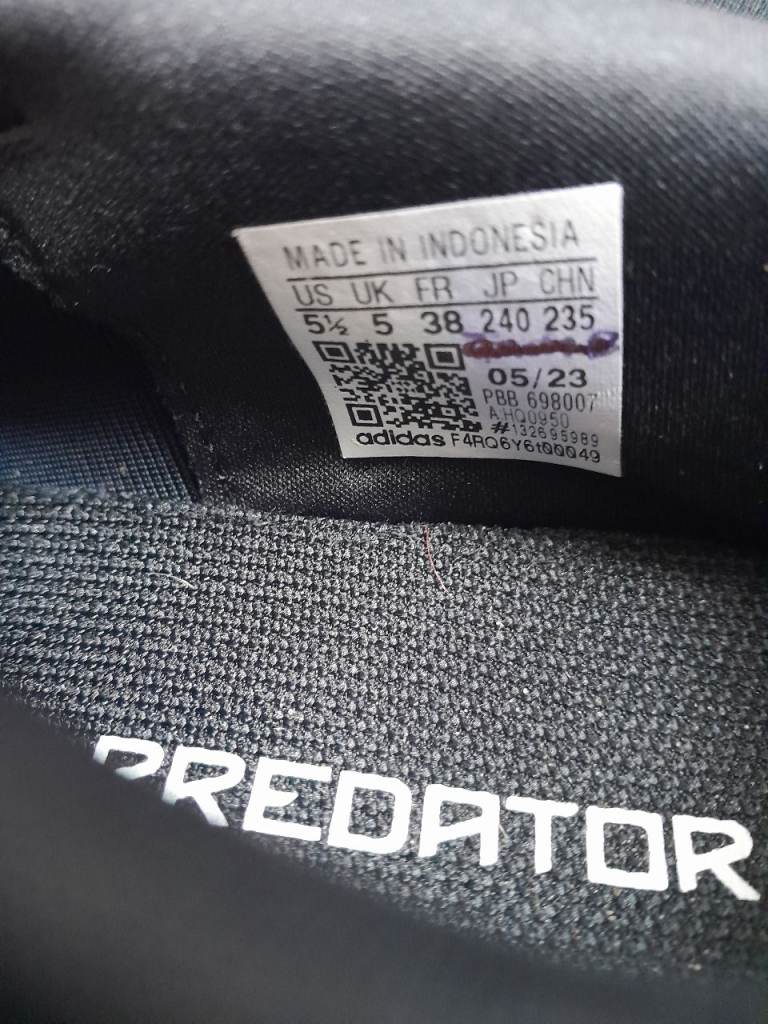 MADE IN INDONESIA
US UK FR JP CHN
5½ 5 38 240 235
05/23
PBB 698007
A:HQ0950
#132695989
adidas F4RQ6Y6t00049
PREDATOR